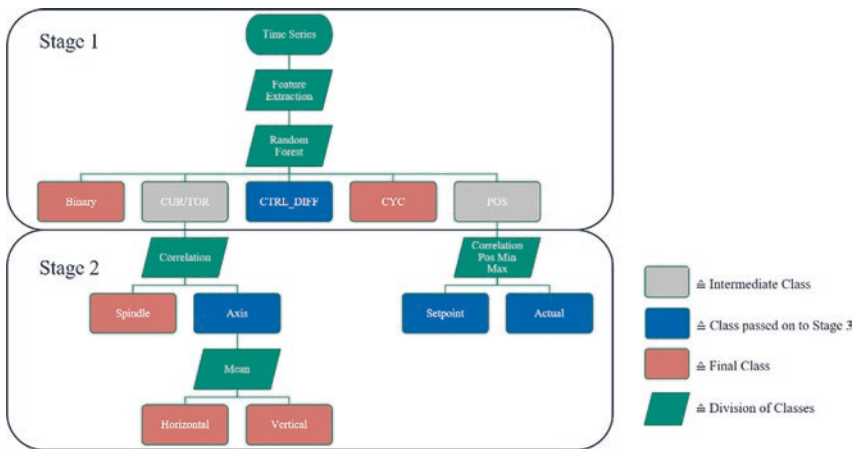 Stage 1
Time Series
Feature
Extraction
Random
Forest
Binary
CUR/TOR
CTRL_DIFF
CYC
POS
Stage 2
Correlation
Correlation
Pos Min
Max
Spindle
Axis
Setpoint
Actual
Mean
Horizontal
Vertical
≙ Intermediate Class
≙ Class passed on to Stage 3
≙ Final Class
≙ Division of Classes